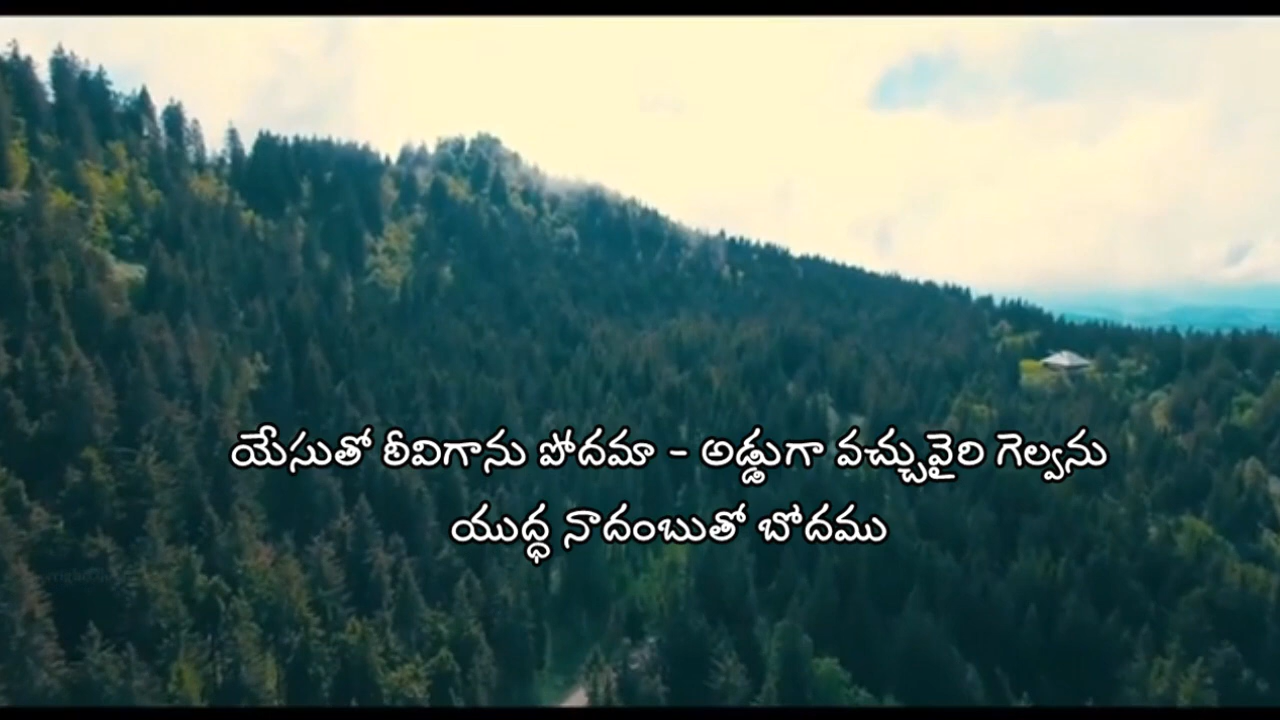 యేసుతో ఠీవిగాను పోదమా - అడ్డుగా వచ్చువైరి గెల్వను
యుద్ధ నాదంబుతో బోదము